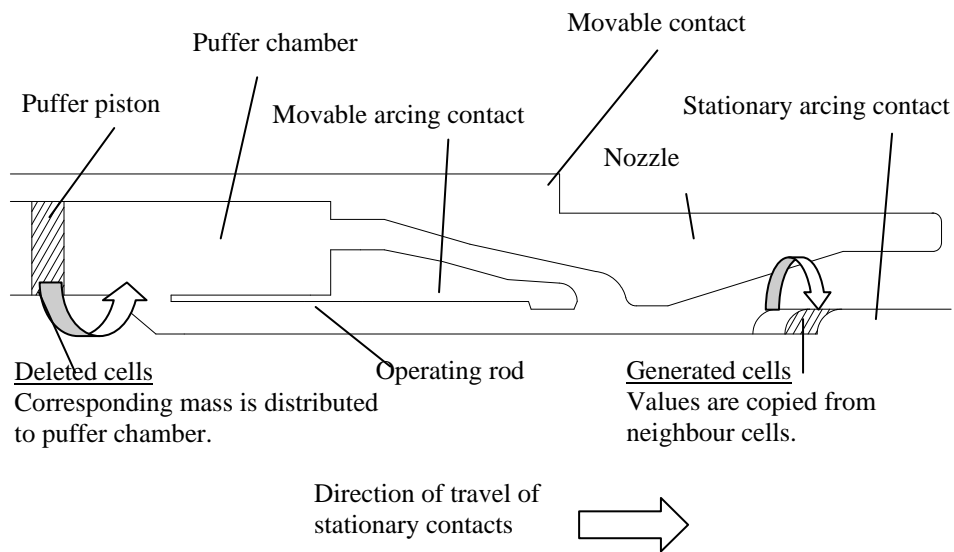 Movable contact
Puffer chamber
Puffer piston
Movable arcing contact
Stationary arcing contact
Nozzle
Deleted cells
Corresponding mass is distributed
to puffer chamber.
Operating rod
Generated cells
Values are copied from
neighbour cells.
Direction of travel of
stationary contacts